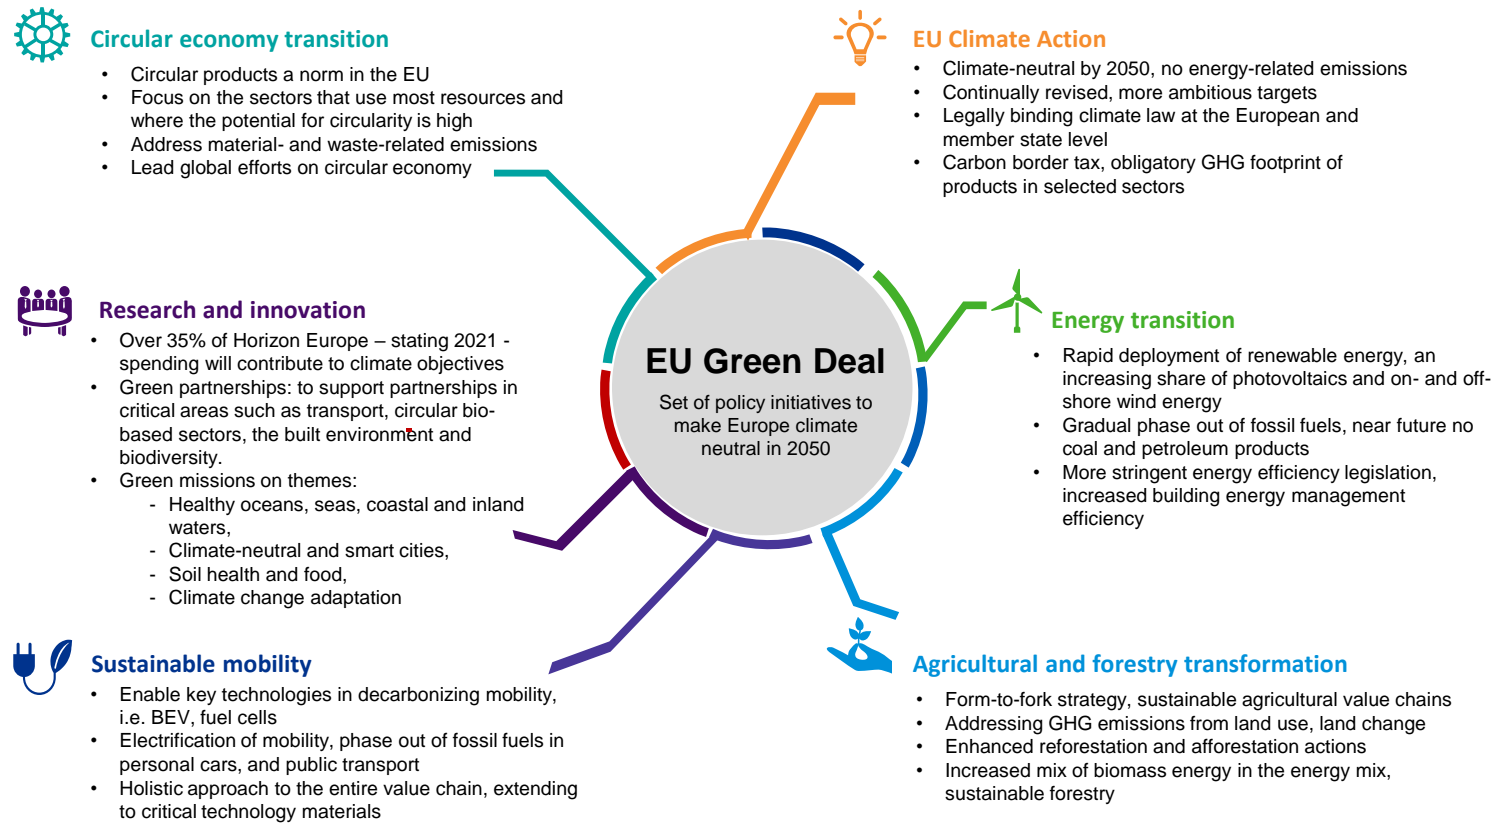 Circular economy transition
• Circular products a norm in the EU
• Focus on the sectors that use most resources and
where the potential for circularity is high
• Address material- and waste-related emissions
• Lead global efforts on circular economy
EU Climate Action
• Climate-neutral by 2050, no energy-related emissions
• Continually revised, more ambitious targets
• Legally binding climate law at the European and
member state level
• Carbon border tax, obligatory GHG footprint of
products in selected sectors
Research and innovation
• Over 35% of Horizon Europe – stating 2021 -
spending will contribute to climate objectives
• Green partnerships: to support partnerships in
critical areas such as transport, circular bio-
based sectors, the built environment and
biodiversity.
• Green missions on themes:
- Healthy oceans, seas, coastal and inland
waters,
- Climate-neutral and smart cities,
- Soil health and food,
- Climate change adaptation
EU Green Deal
Set of policy initiatives to
make Europe climate
neutral in 2050
Energy transition
• Rapid deployment of renewable energy, an
increasing share of photovoltaics and on- and off-
shore wind energy
• Gradual phase out of fossil fuels, near future no
coal and petroleum products
• More stringent energy efficiency legislation,
increased building energy management
efficiency
Sustainable mobility
• Enable key technologies in decarbonizing mobility,
i.e. BEV, fuel cells
• Electrification of mobility, phase out of fossil fuels in
personal cars, and public transport
• Holistic approach to the entire value chain, extending
to critical technology materials
Agricultural and forestry transformation
• Form-to-fork strategy, sustainable agricultural value chains
• Addressing GHG emissions from land use, land change
• Enhanced reforestation and afforestation actions
• Increased mix of biomass energy in the energy mix,
sustainable forestry